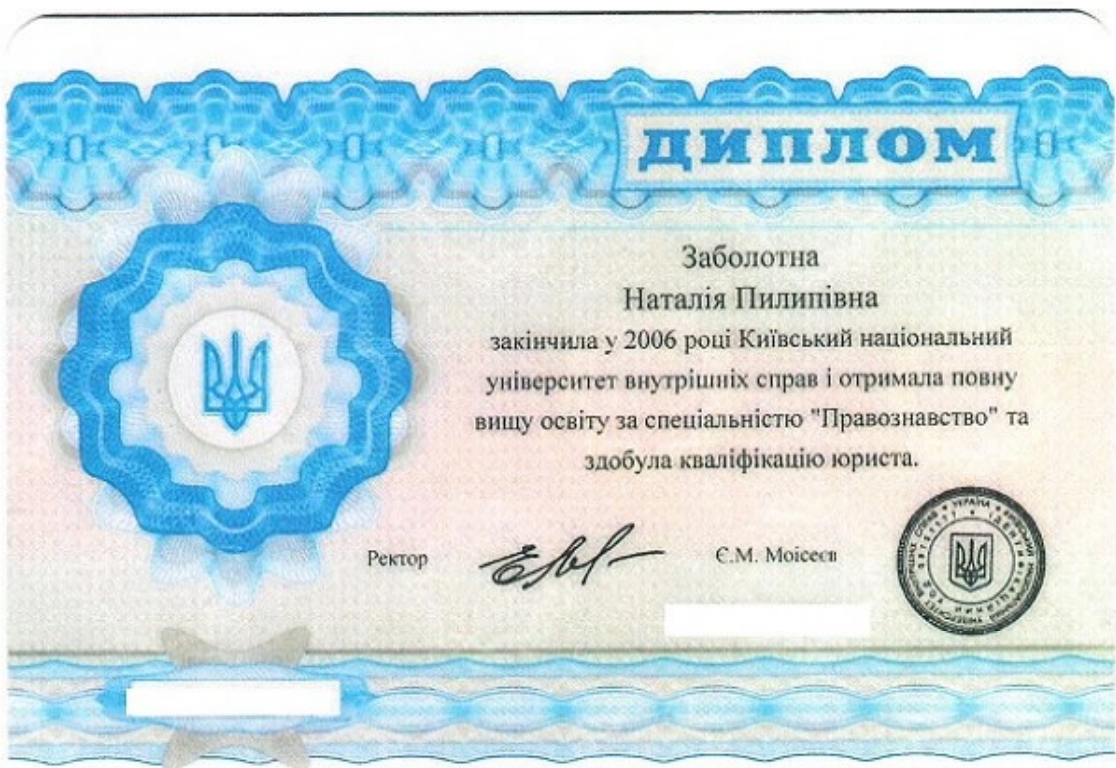 ДИПЛОМ
Заболотна
Наталія Пилипівна
закінчила у 2006 році Київський національний
університет внутрішніх справ і отримала повну
вищу освіту за спеціальністю "Правознавство" та
здобула кваліфікацію юриста.
Ректор
Є.М. Моісеєв
УКРАЇНА